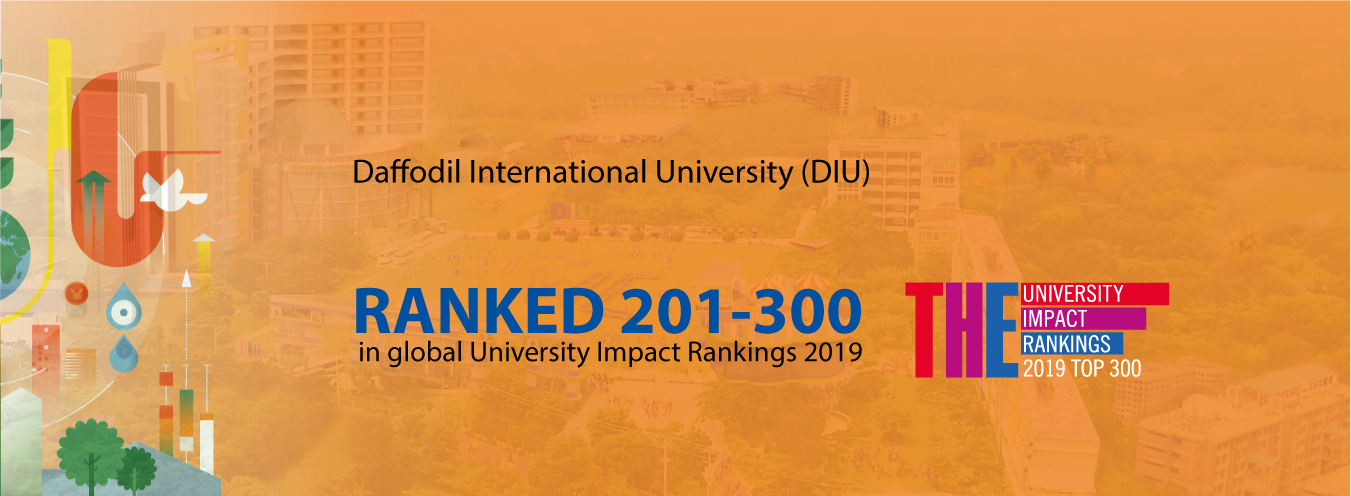 Daffodil International University (DIU)
RANKED 201-300
in global University Impact Rankings 2019
THE
UNIVERSITY
IMPACT
RANKINGS
2019 TOP 300